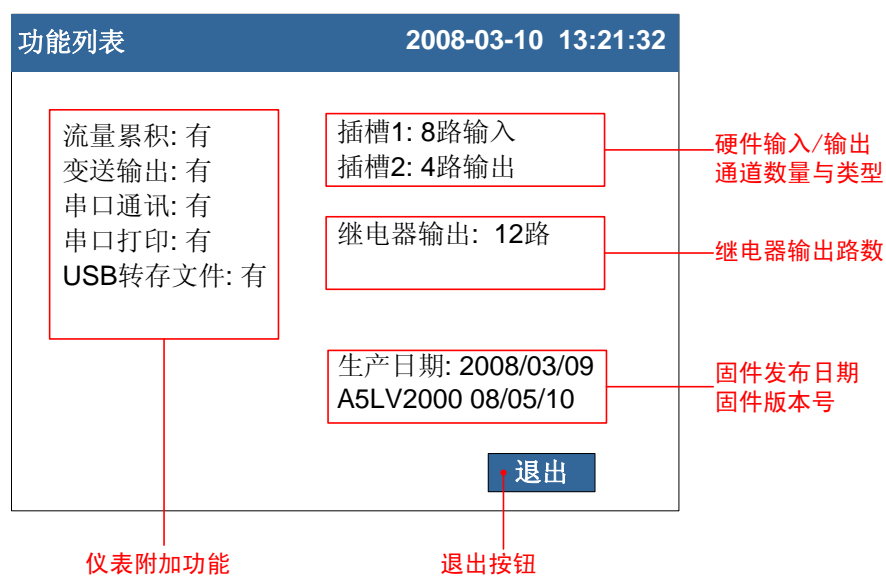 功能列表 2008-03-10 13:21:32
流量累积: 有
变送输出: 有
串口通讯: 有
串口打印: 有
USB转存文件: 有
插槽1: 8路输入
插槽2: 4路输出
硬件输入/输出
通道数量与类型
继电器输出: 12路
继电器输出路数
生产日期: 2008/03/09
A5LV2000 08/05/10
固件发布日期
固件版本号
退出
仪表附加功能
退出按钮